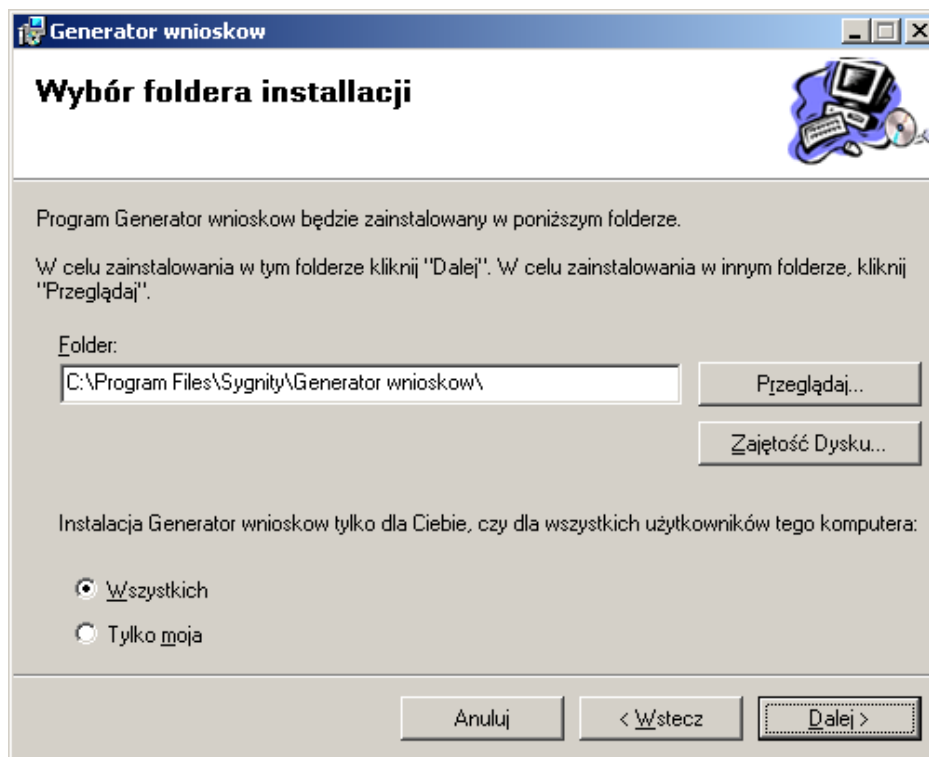 Generator wnioskow
Wybór foldera installacji
Program Generator wnioskow będzie zainstalowany w poniższym folderze.
W celu zainstalowania w tym folderze kliknij "Dalej". W celu zainstalowania w innym folderze, kliknij
"Przeglądaj".
Folder:
C:\Program Files\Sygnity\Generator wnioskow\
Przeglądaj...
Zajętość Dysku...
Instalacja Generator wnioskow tylko dla Ciebie, czy dla wszystkich użytkowników tego komputera:
Wszystkich
Tylko moja
Anuluj
< Wstecz
Dalej >